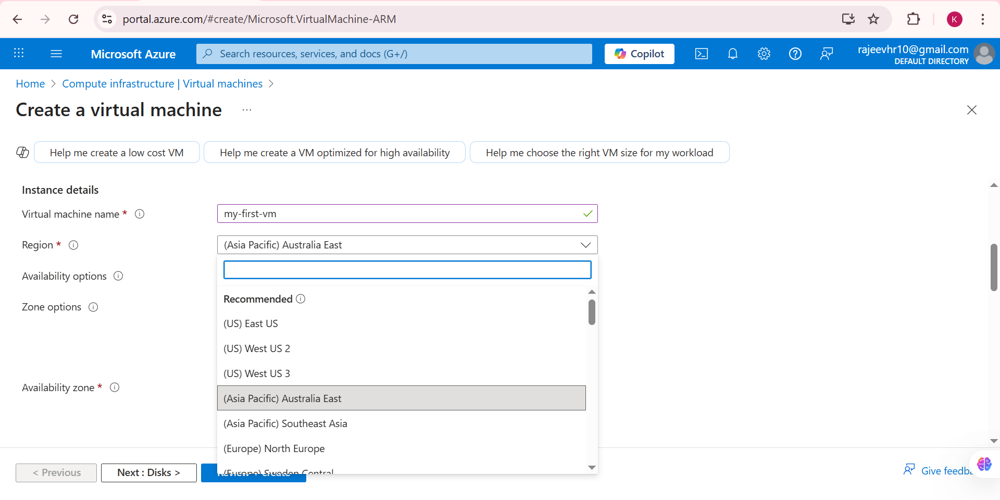 portal.azure.com/#create/Microsoft.VirtualMachine-ARM
K
Microsoft Azure
Search resources, services, and docs (G+/)
Copilot
rajeevhr10@gmail.com
DEFAULT DIRECTORY
Home > Compute infrastructure | Virtual machines >
Create a virtual machine ...
Help me create a low cost VM
Help me create a VM optimized for high availability
Help me choose the right VM size for my workload
Instance details
Virtual machine name *
my-first-vm
Region *
(Asia Pacific) Australia East
Availability options
Zone options
Availability zone *
Recommended
(US) East US
(US) West US 2
(US) West US 3
(Asia Pacific) Australia East
(Asia Pacific) Southeast Asia
(Europe) North Europe
(Europe) Sweden Central
< Previous
Next : Disks >
Give feedba